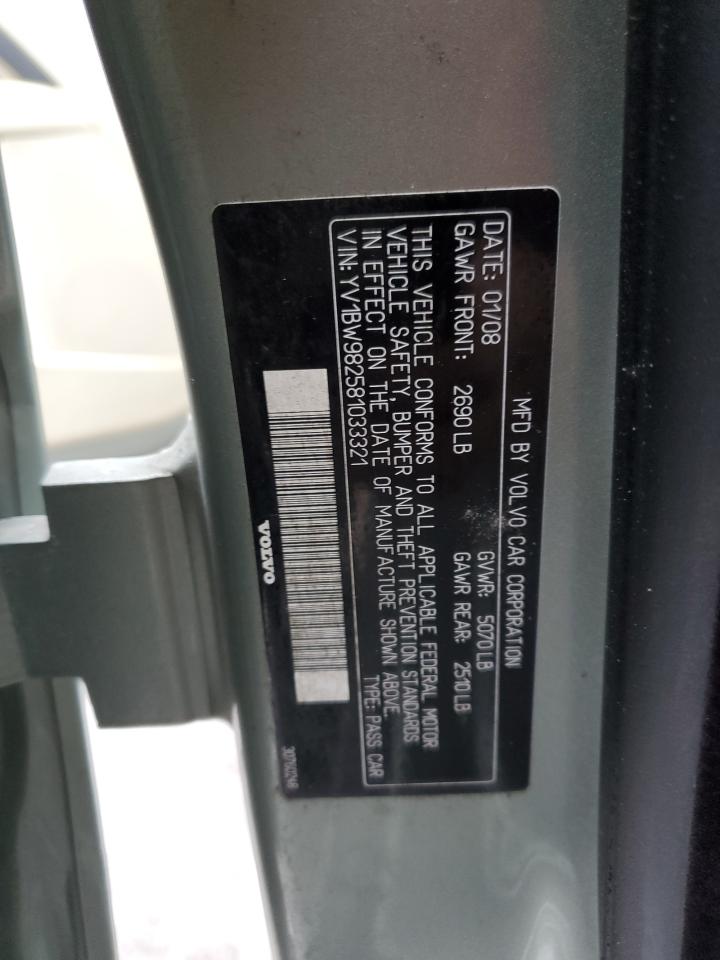 MFD BY VOLVO CAR CORPORATION
DATE: 01/08 GVWR: 5070 LB
GAWR FRONT: 2690 LB GAWR REAR: 2510 LB
THIS VEHICLE CONFORMS TO ALL APPLICABLE FEDERAL MOTOR
VEHICLE SAFETY, BUMPER AND THEFT PREVENTION STANDARDS
IN EFFECT ON THE DATE OF MANUFACTURE SHOWN ABOVE.
VIN: YV1BW982581033321 TYPE: PASS CAR
VOLVO